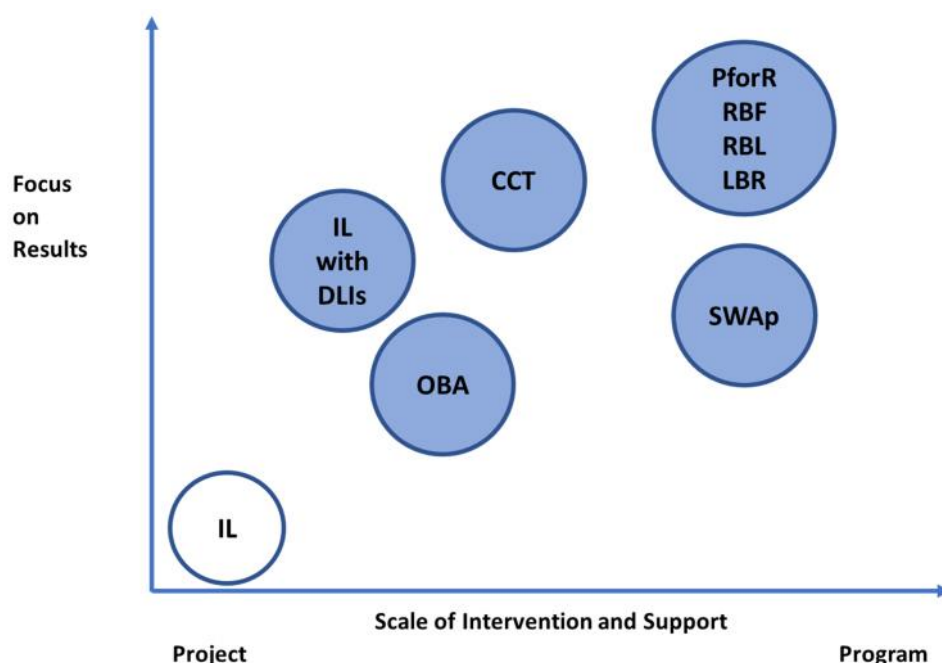 PforR
RBF
RBL
LBR
CCT
Focus
on
Results
IL
with
DLIs
SWAp
OBA
IL
Scale of Intervention and Support
Project
Program